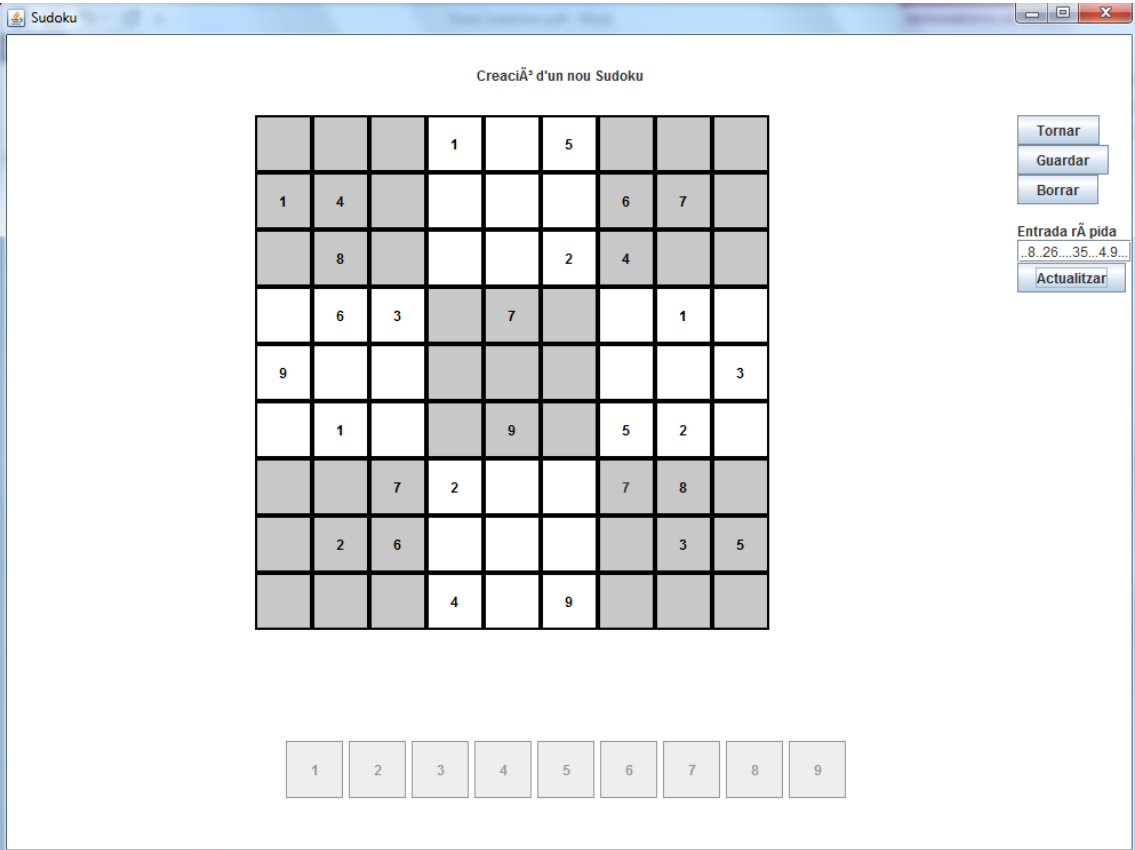 Sudoku
CreaciÃ³ d'un nou Sudoku
1 5
1 4 6 7
8 2 4
6 3 7 1
9 3
1 9 5 2
7 2 7 8
2 6 3 5
4 9
Tornar
Guardar
Borrar
Entrada rÃ pida
..8..26....35...4.9...
Actualitzar
1 2 3 4 5 6 7 8 9